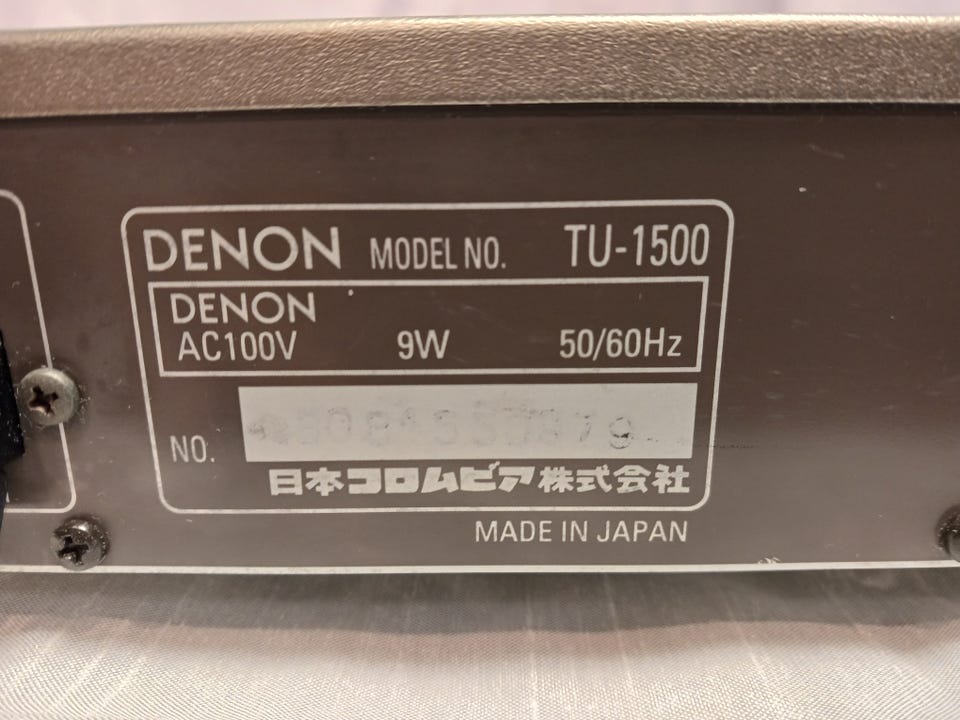 DENON MODEL NO. TU-1500
DENON
AC100V 9W 50/60Hz
NO.
日本コロムビア株式会社
MADE IN JAPAN